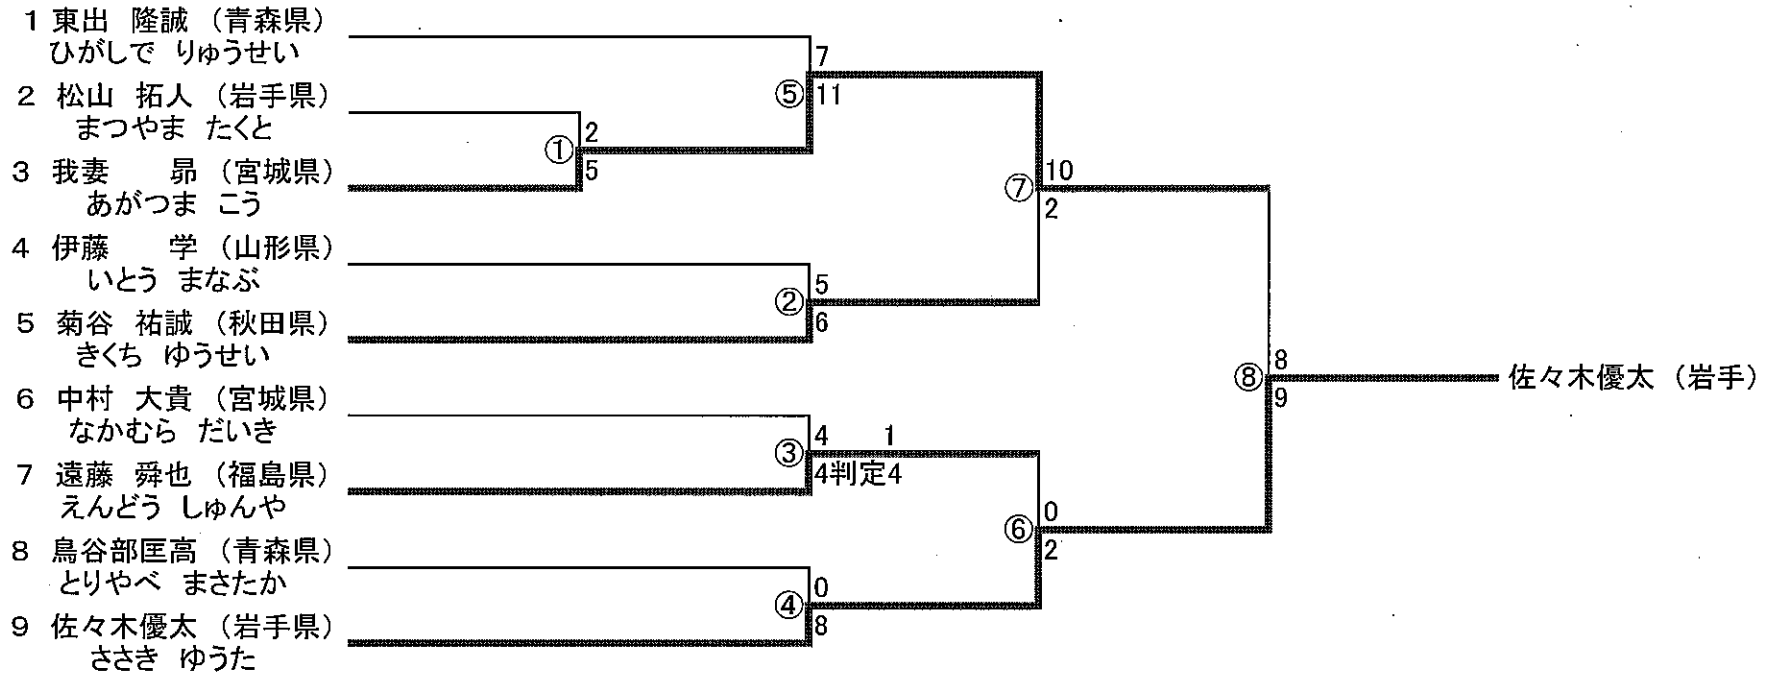 1 東出 隆誠 (青森県)
ひがしで りゅうせい
2 松山 拓人 (岩手県)
まつやま たくと
3 我妻 昴 (宮城県)
あがつま こう
4 伊藤 学 (山形県)
いとう まなぶ
5 菊谷 祐誠 (秋田県)
きくち ゆうせい
6 中村 大貴 (宮城県)
なかむら だいき
7 遠藤 舜也 (福島県)
えんどう しゅんや
8 鳥谷部匡高 (青森県)
とりやべ まさたか
9 佐々木優太 (岩手県)
ささき ゆうた
2
①
5
7
⑤ 11
5
②
6
4 1
③
4判定4
0
④
8
10
⑦
2
0
⑥
2
8
⑧
9
佐々木優太 (岩手)